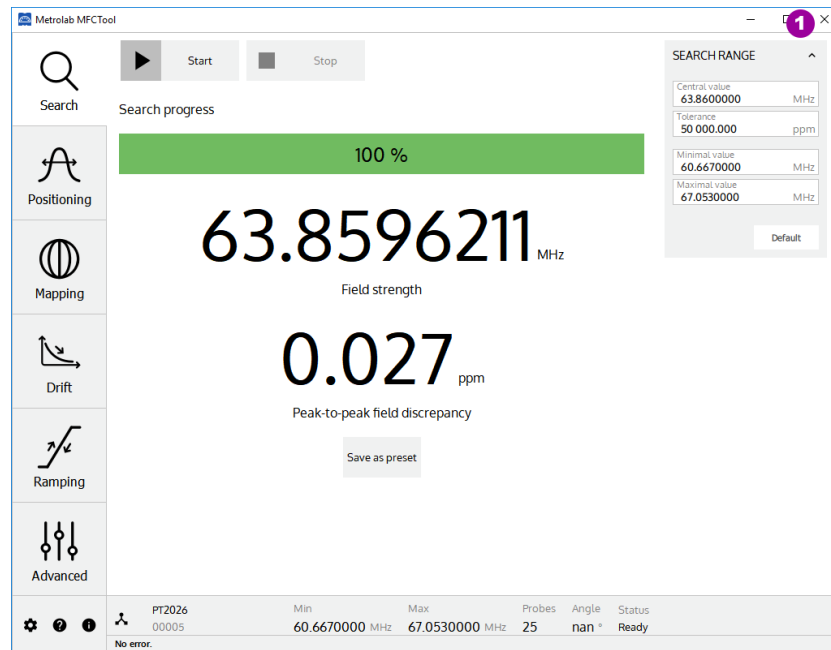 Metrolab MFCTool
1
Search
Positioning
Mapping
Drift
Ramping
Advanced
Start
Stop
Search progress
100 %
63.8596211 MHz
Field strength
0.027 ppm
Peak-to-peak field discrepancy
Save as preset
SEARCH RANGE
Central value
63.8600000 MHz
Tolerance
50 000.000 ppm
Minimal value
60.6670000 MHz
Maximal value
67.0530000 MHz
Default
PT2026 Min Max Probes Angle Status
00005 60.6670000 MHz 67.0530000 MHz 25 nan ° Ready
No error.